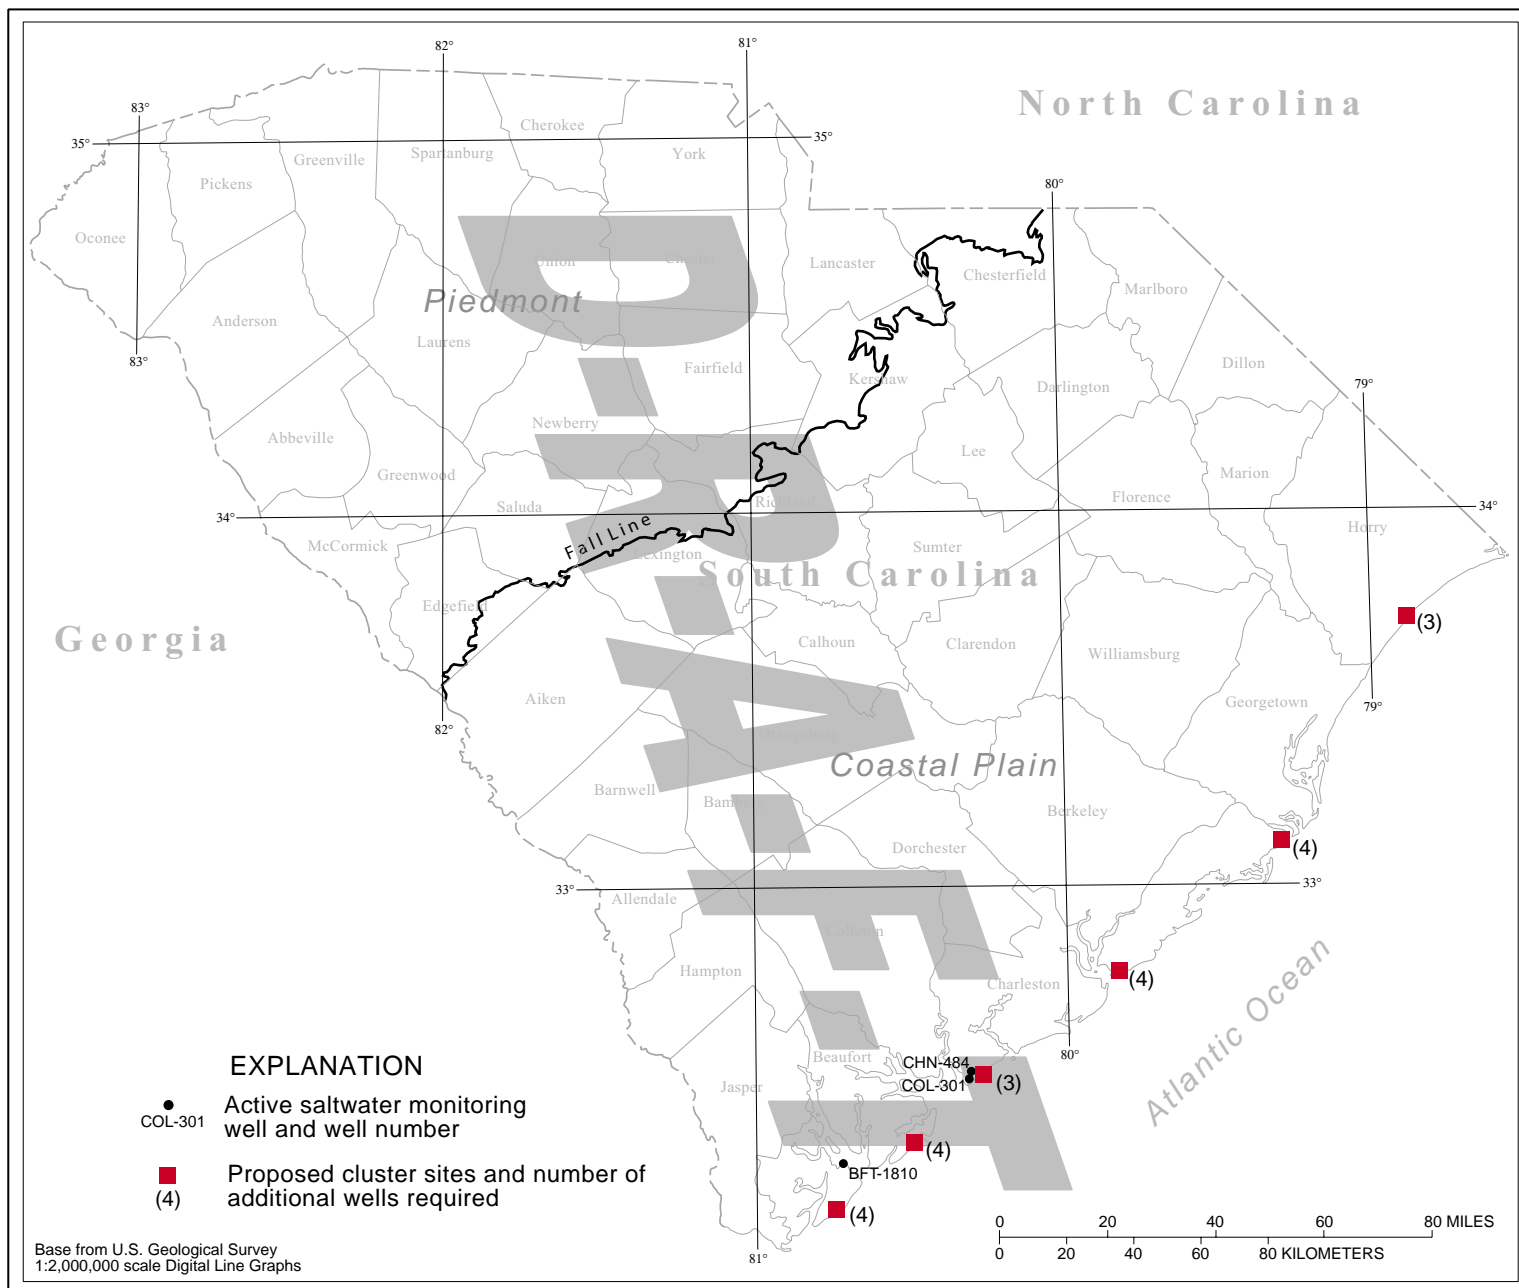 82°
81°
North Carolina
83°
Cherokee
35°
35°
Greenville
Spartanburg
York
Pickens
80°
Oconee
Union
Chester
Lancaster
Chesterfield
Marlboro
Piedmont
Anderson
Laurens
83°
Fairfield
Kershaw
Dillon
Darlington
79°
Newberry
Abbeville
Lee
Greenwood
Marion
Saluda
Richland
Florence
34°
34°
Fall Line
Horry
McCormick
Lexington
Sumter
South Carolina
Edgefield
(3)
Georgia
Calhoun
Clarendon
Williamsburg
Aiken
Georgetown
79°
82°
Orangeburg
Coastal Plain
Barnwell
Bamberg
Berkeley
Dorchester
(4)
33°
33°
Allendale
Colleton
Hampton
Charleston
(4)
Atlantic Ocean
80°
Beaufort
CHN-484
Jasper
COL-301
(3)
(4)
BFT-1810
(4)
81°
D-R-A-F-T
EXPLANATION
COL-301
Active saltwater monitoring
well and well number
(4)
Proposed cluster sites and number of
additional wells required
0 20 40 60 80 MILES
0 20 40 60 80 KILOMETERS
Base from U.S. Geological Survey
1:2,000,000 scale Digital Line Graphs